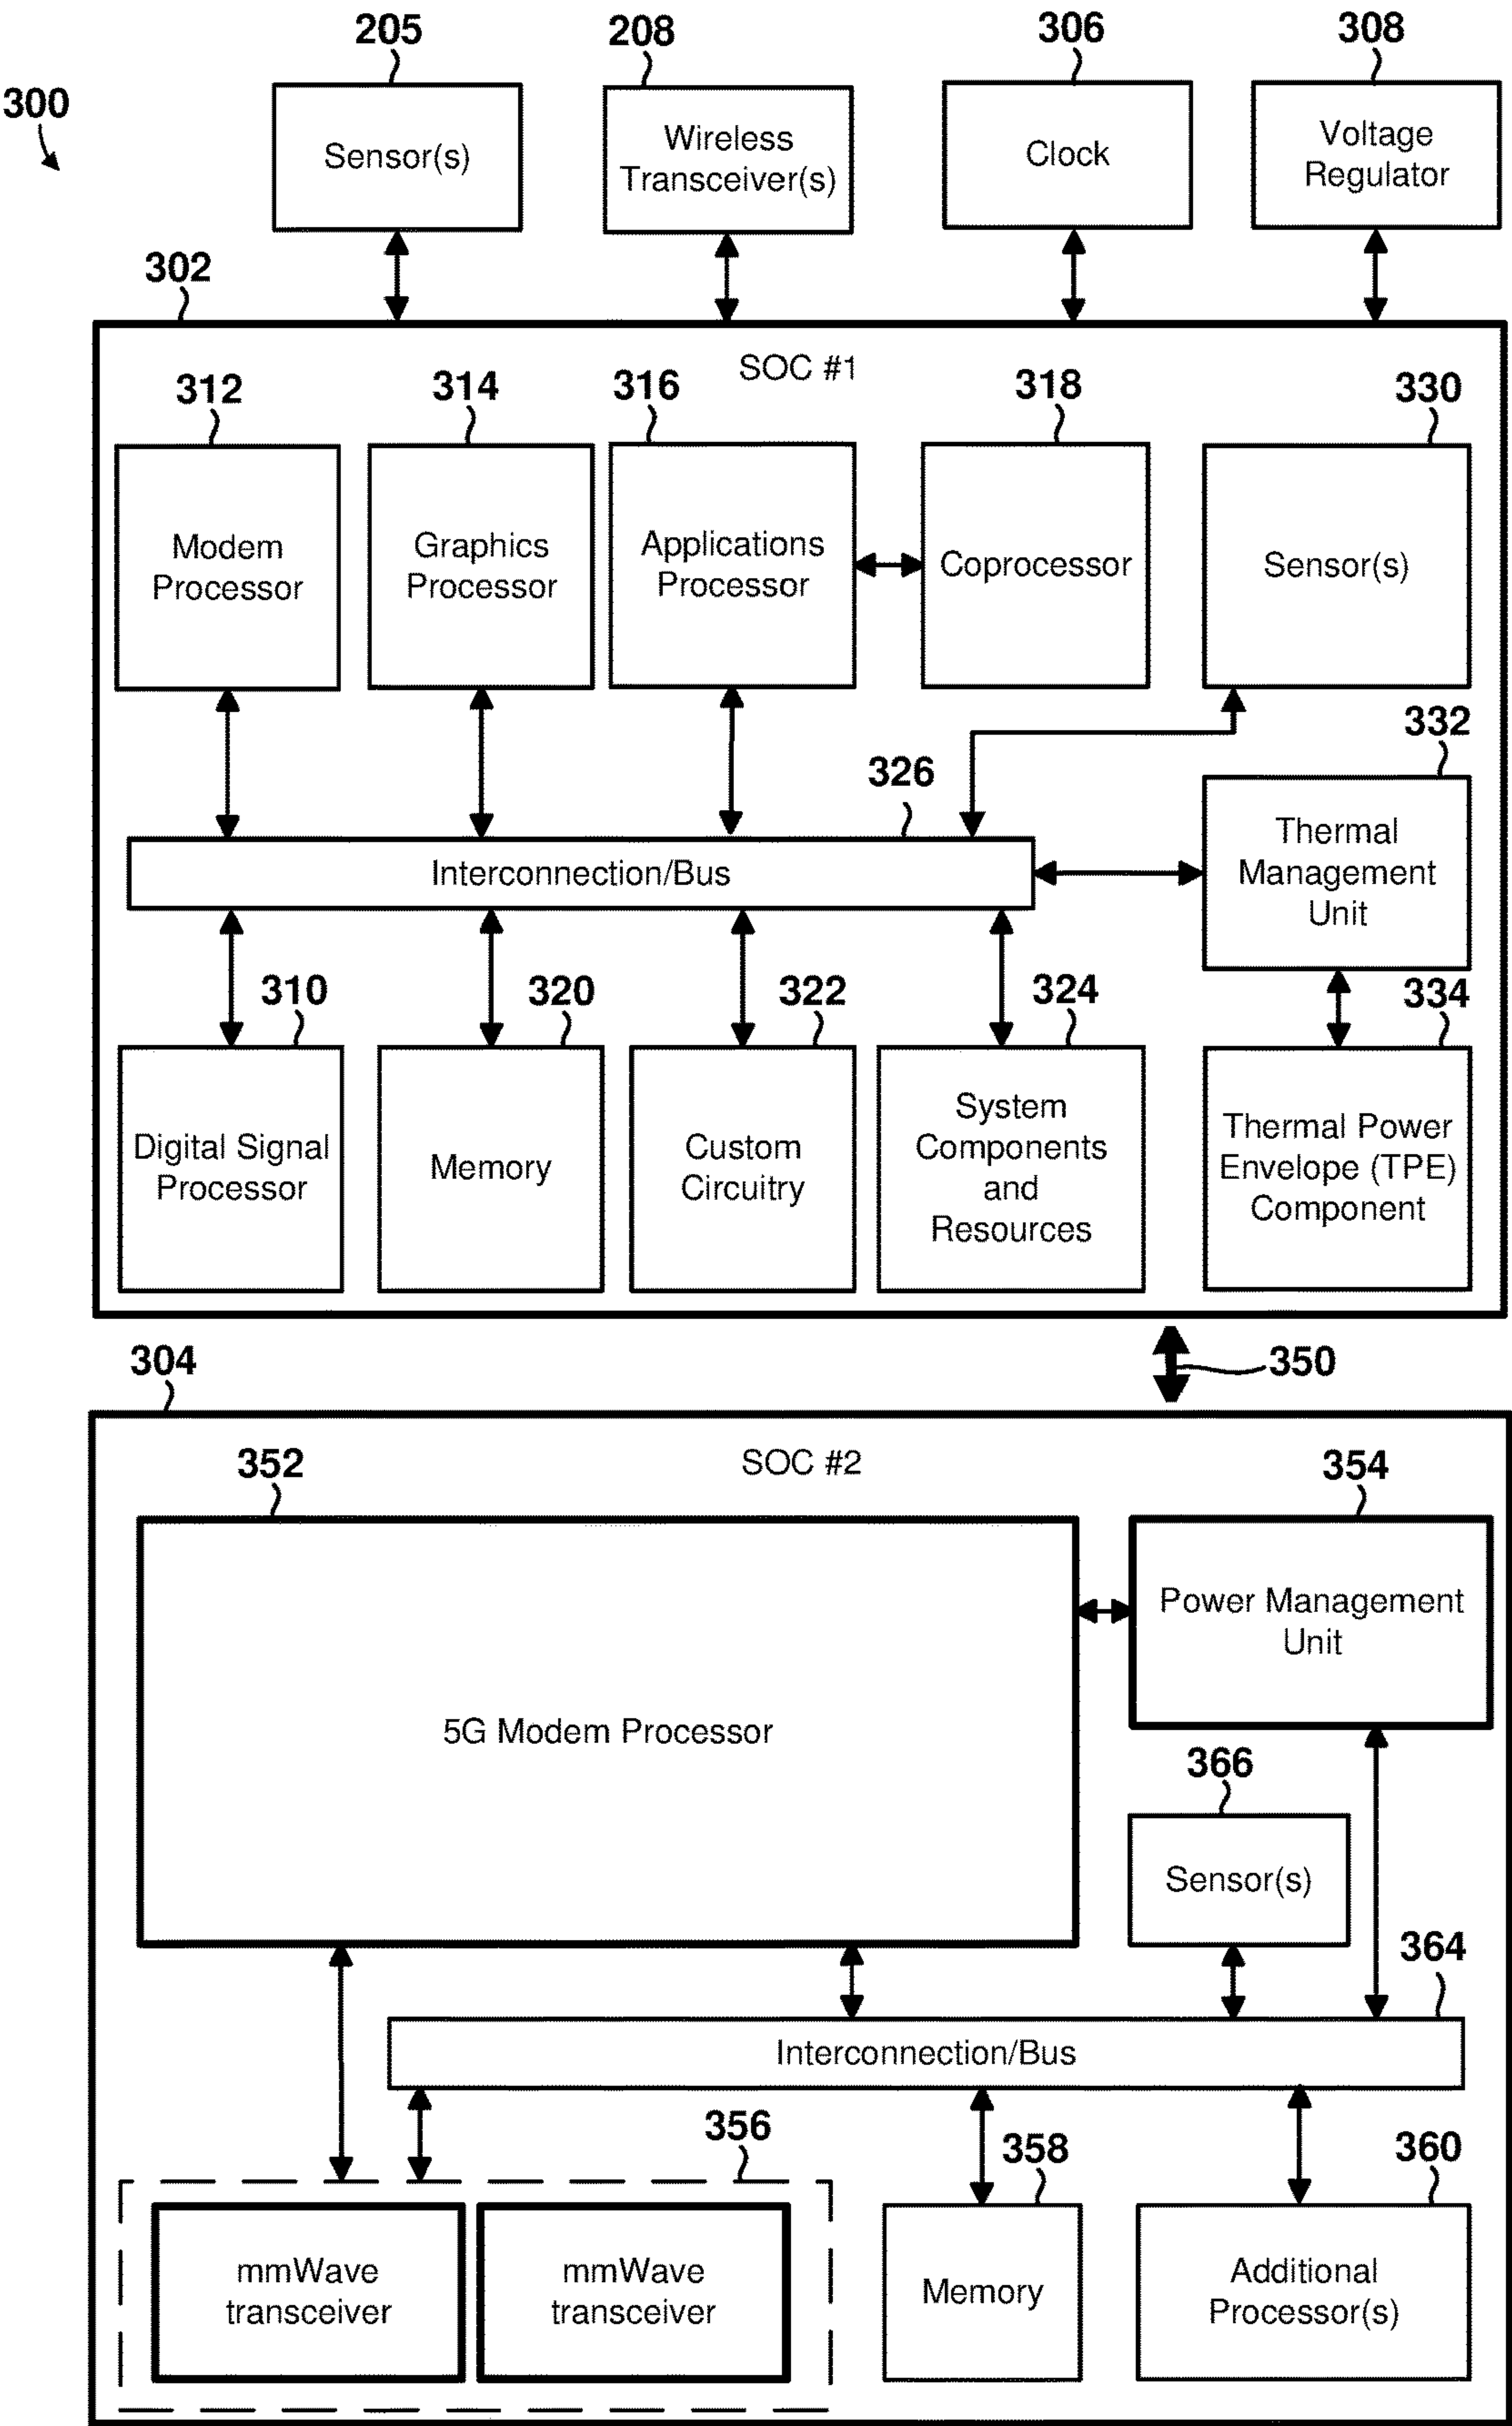 205
208
306
308
300
Sensor(s)
Wireless
Transceiver(s)
Clock
Voltage
Regulator
302
SOC #1
312
314
316
318
330
Modem
Processor
Graphics
Processor
Applications
Processor
Coprocessor
Sensor(s)
332
326
Interconnection/Bus
Thermal
Management
Unit
310
320
322
324
334
Digital Signal
Processor
Memory
Custom
Circuitry
System
Components
and
Resources
Thermal Power
Envelope (TPE)
Component
350
304
SOC #2
352
354
5G Modem Processor
Power Management
Unit
366
Sensor(s)
364
Interconnection/Bus
356
358
360
mmWave
transceiver
mmWave
transceiver
Memory
Additional
Processor(s)